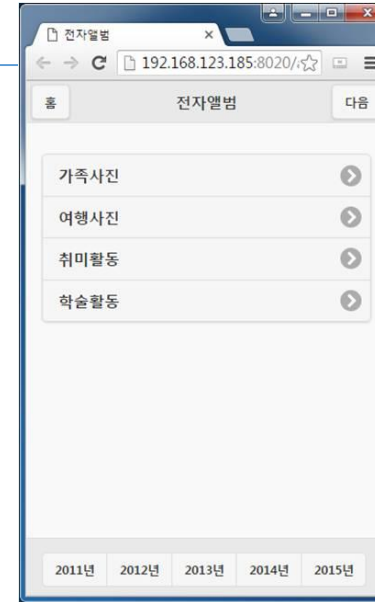 전자앨범
192.168.123.185:8020/
홈 전자앨범 다음
가족사진
여행사진
취미활동
학술활동
2011년 2012년 2013년 2014년 2015년